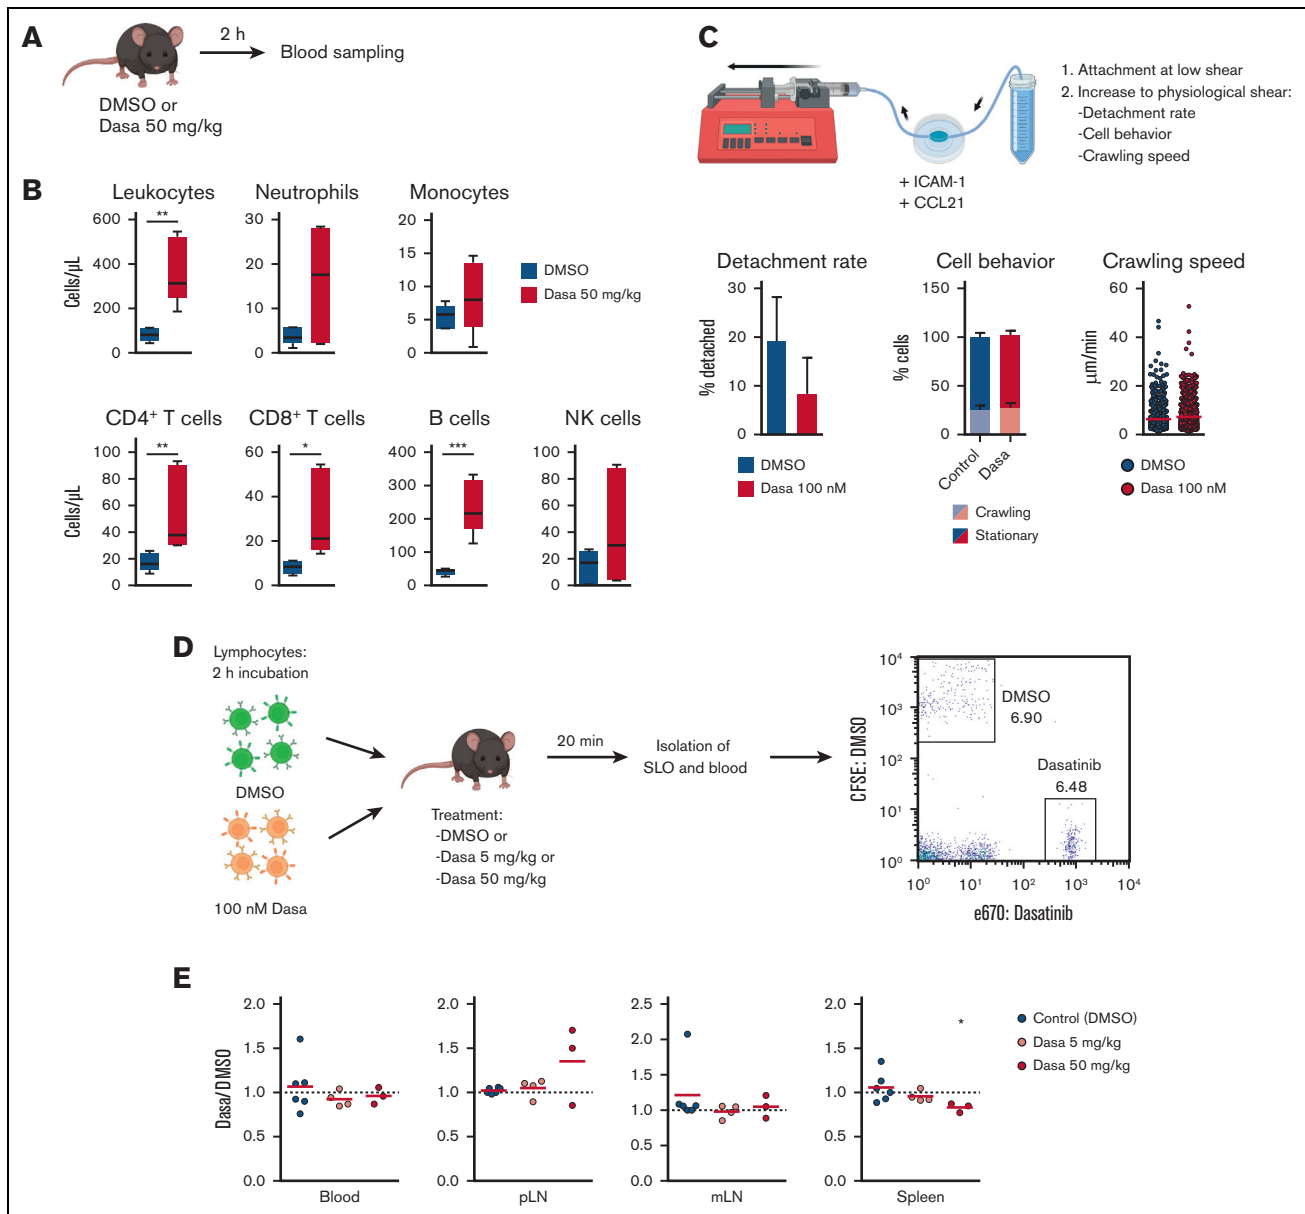 A
2 h
Blood sampling
DMSO or
Dasa 50 mg/kg
B
Leukocytes
Neutrophils
Monocytes
Cells/μL
600
400
200
0
**
30
20
10
0
20
15
10
5
0
DMSO
Dasa 50 mg/kg
CD4+ T cells
CD8+ T cells
B cells
NK cells
Cells/μL
100
80
60
40
20
0
**
60
40
20
0
*
400
300
200
100
0
***
100
80
60
40
20
0
C
1. Attachment at low shear
2. Increase to physiological shear:
-Detachment rate
-Cell behavior
-Crawling speed
+ ICAM-1
+ CCL21
Detachment rate
% detached
30
20
10
0
DMSO
Dasa 100 nM
Cell behavior
% cells
150
100
50
0
Control
Dasa
Crawling
Stationary
Crawling speed
μm/min
60
40
20
0
DMSO
Dasa 100 nM
D
Lymphocytes:
2 h incubation
DMSO
100 nM Dasa
Treatment:
-DMSO or
-Dasa 5 mg/kg or
-Dasa 50 mg/kg
20 min
Isolation of
SLO and blood
CFSE: DMSO
10⁴
10³
10²
10¹
10⁰
DMSO
6.90
Dasatinib
6.48
10⁰
10¹
10²
10³
10⁴
e670: Dasatinib
E
Dasa/DMSO
2.0
1.5
1.0
0.5
0.0
Blood
2.0
1.5
1.0
0.5
0.0
pLN
2.5
2.0
1.5
1.0
0.5
0.0
mLN
2.0
1.5
1.0
0.5
0.0
*
Spleen
Control (DMSO)
Dasa 5 mg/kg
Dasa 50 mg/kg